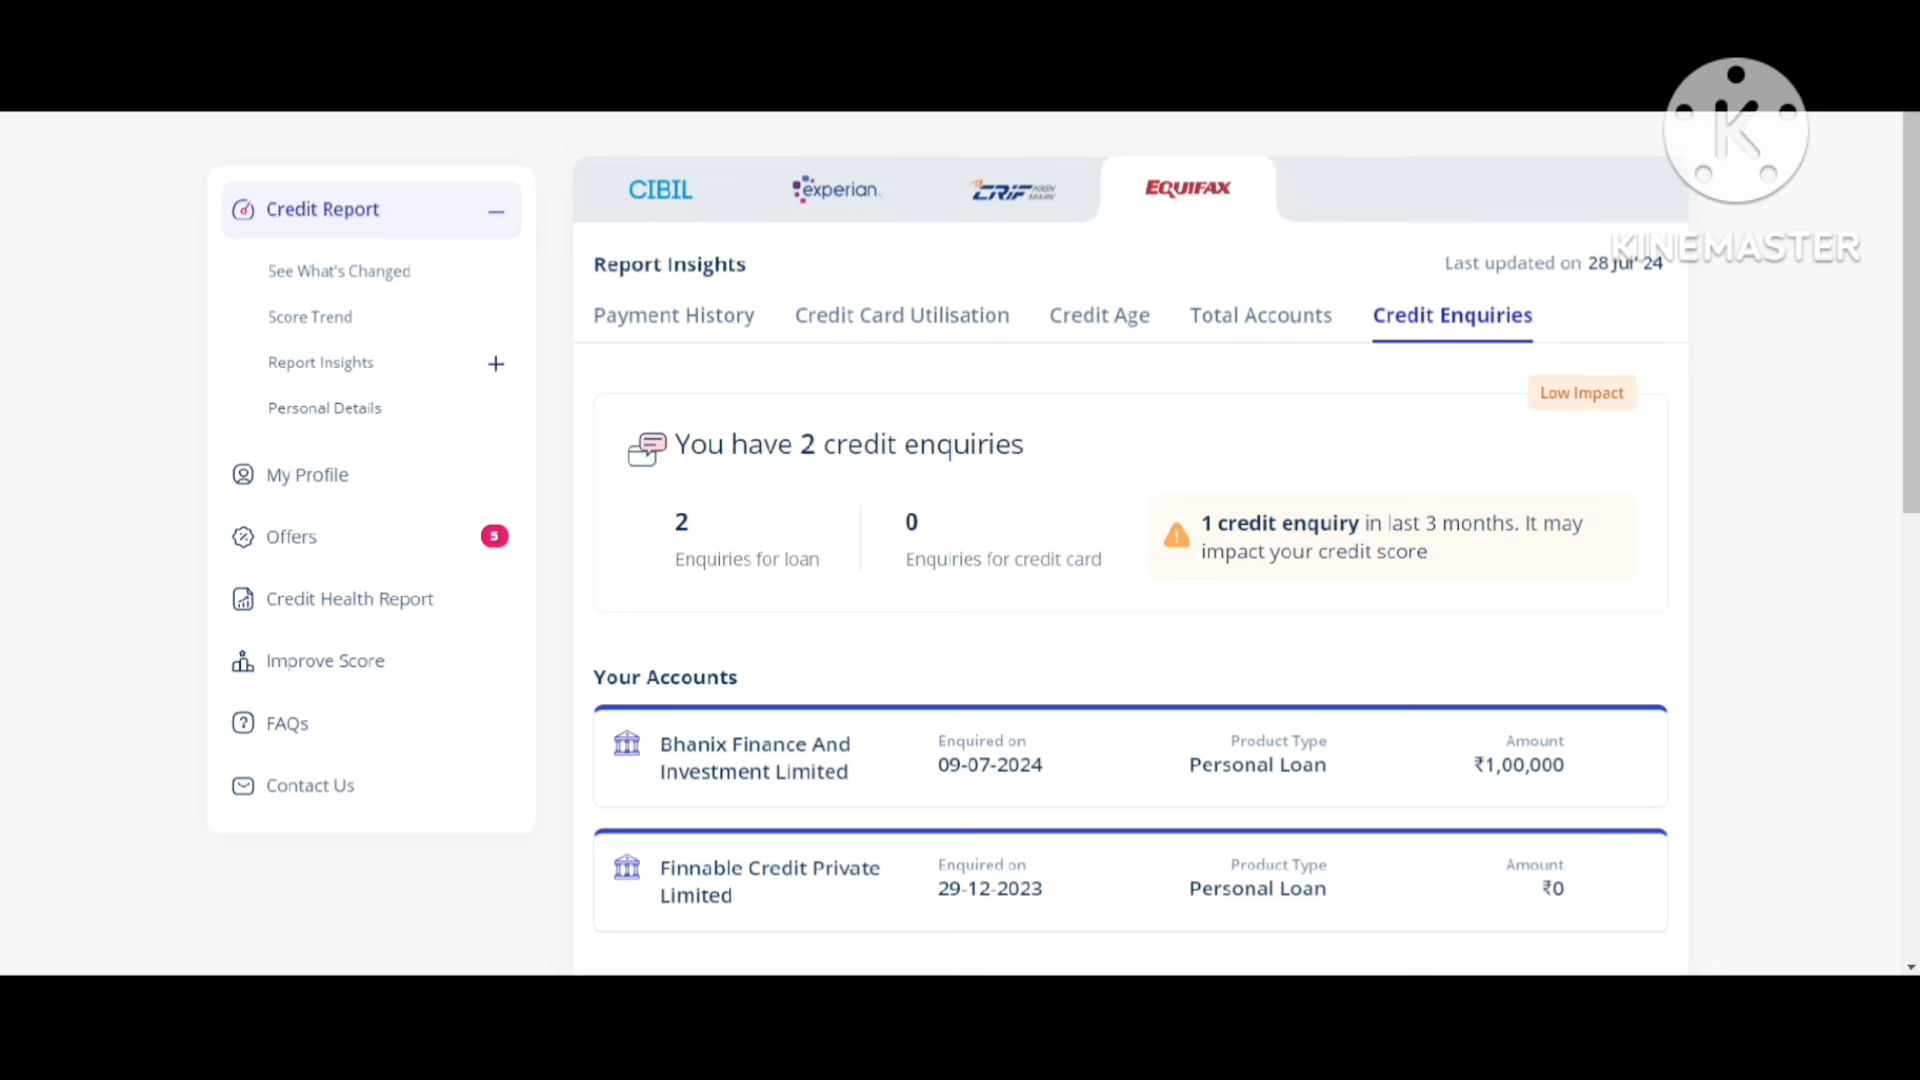 KINEMASTER
Credit Report
See What's Changed
Score Trend
Report Insights
Personal Details
My Profile
Offers 5
Credit Health Report
Improve Score
FAQs
Contact Us
CIBIL experian. CRIF HIGH MARK EQUIFAX
Report Insights Last updated on 28 Jul' 24
Payment History Credit Card Utilisation Credit Age Total Accounts Credit Enquiries
Low Impact
You have 2 credit enquiries
2 0
Enquiries for loan Enquiries for credit card
1 credit enquiry in last 3 months. It may
impact your credit score
Your Accounts
Bhanix Finance And
Investment Limited
Enquired on
09-07-2024
Product Type
Personal Loan
Amount
₹1,00,000
Finnable Credit Private
Limited
Enquired on
29-12-2023
Product Type
Personal Loan
Amount
₹0